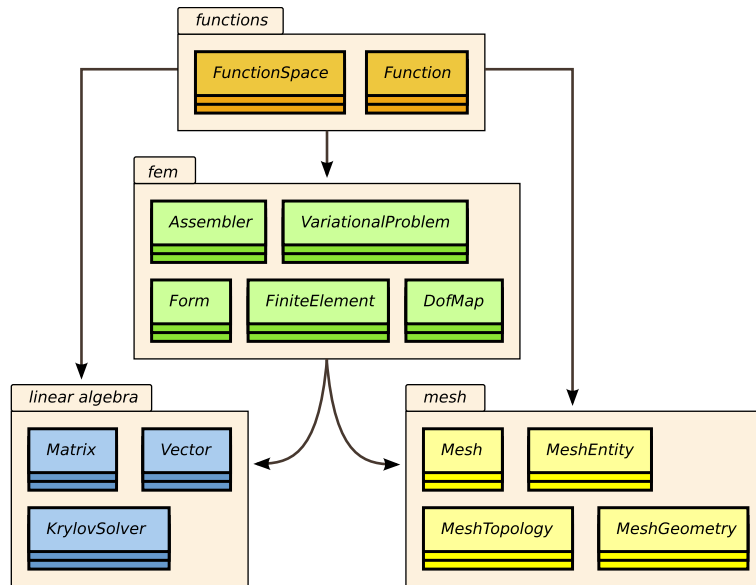 functions
FunctionSpace
Function
fem
Assembler
VariationalProblem
Form
FiniteElement
DofMap
linear algebra
Matrix
Vector
KrylovSolver
mesh
Mesh
MeshEntity
MeshTopology
MeshGeometry